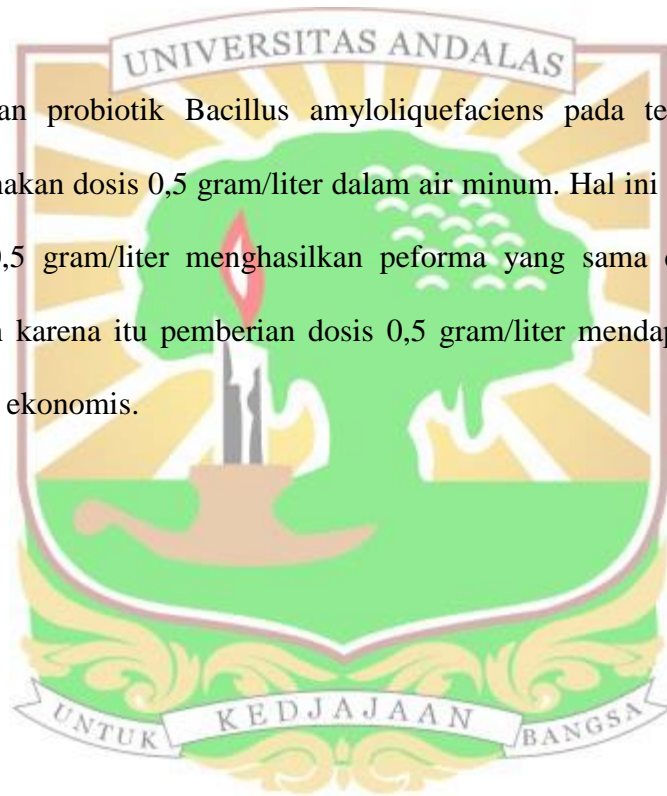 UNIVERSITAS ANDALAS
an probiotik Bacillus amyloliquefaciens pada te
nakan dosis 0,5 gram/liter dalam air minum. Hal ini
0,5 gram/liter menghasilkan peforma yang sama
karena itu pemberian dosis 0,5 gram/liter mendap
ekonomis.
UNTUK KEDJAJAAN BANGSA